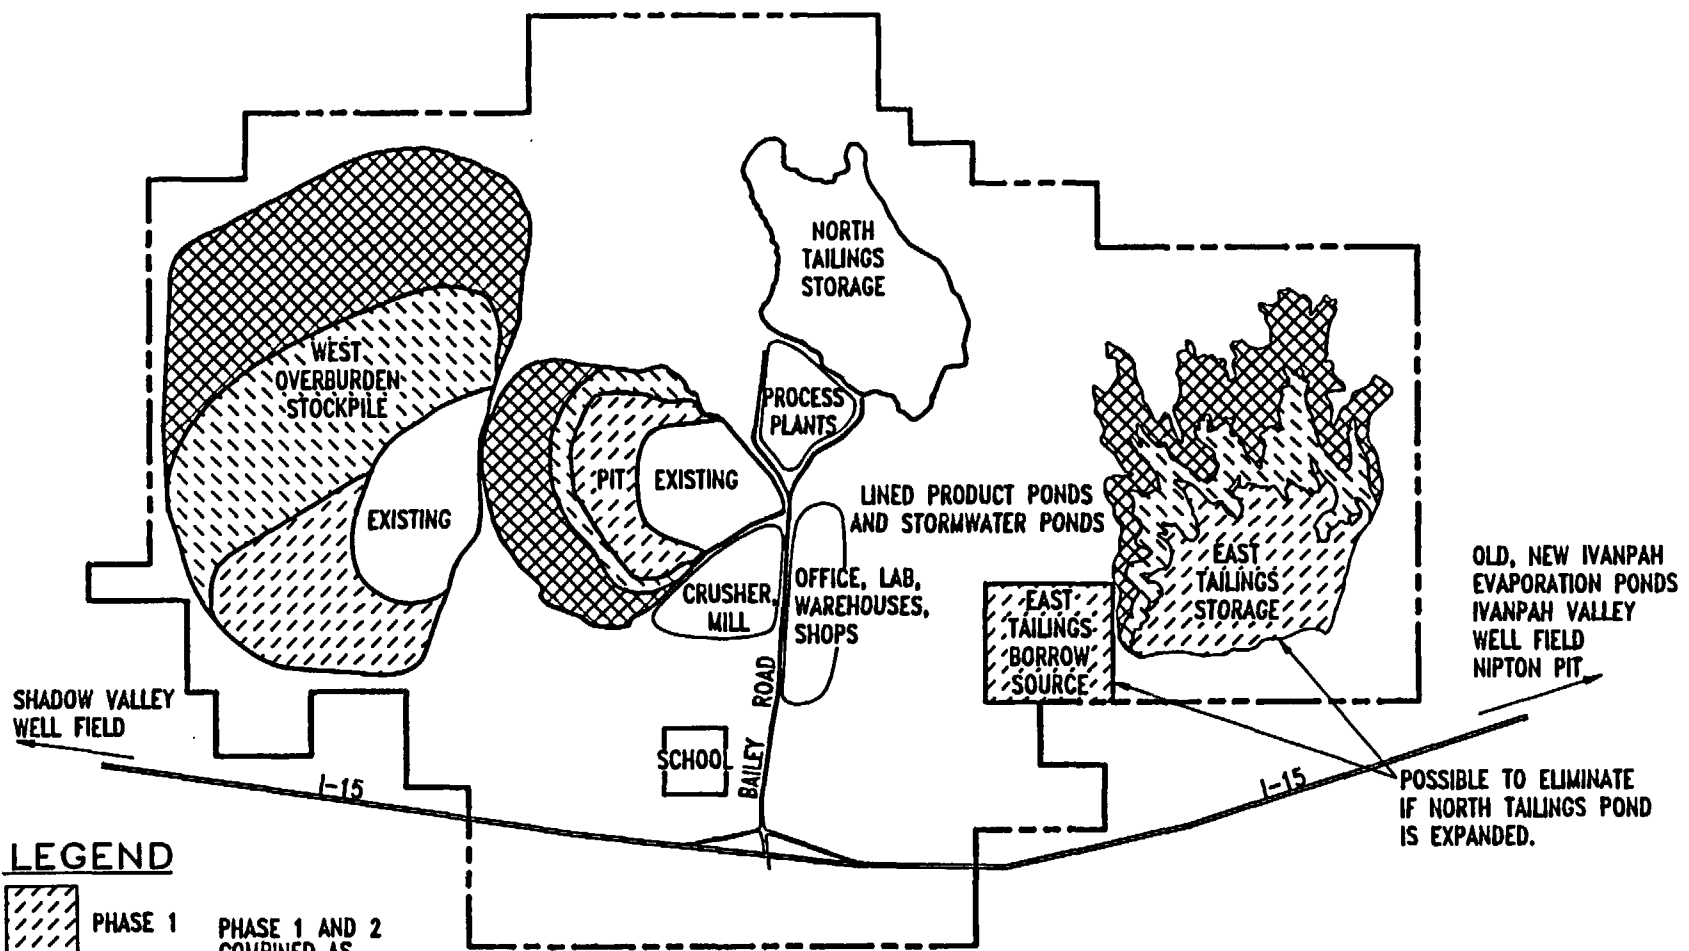 NORTH
TAILINGS
STORAGE
WEST
OVERBURDEN
STOCKPILE
EXISTING
PIT
EXISTING
PROCESS
PLANTS
LINED PRODUCT PONDS
AND STORMWATER PONDS
CRUSHER,
MILL
OFFICE, LAB,
WAREHOUSES,
SHOPS
EAST
TAILINGS
STORAGE
EAST
TAILINGS
BORROW
SOURCE
OLD, NEW IVANPAH
EVAPORATION PONDS
IVANPAH VALLEY
WELL FIELD
NIPTON PIT
SHADOW VALLEY
WELL FIELD
SCHOOL
BAILEY ROAD
I-15
I-15
POSSIBLE TO ELIMINATE
IF NORTH TAILINGS POND
IS EXPANDED.
LEGEND
PHASE 1
PHASE 1 AND 2
COMBINED AS